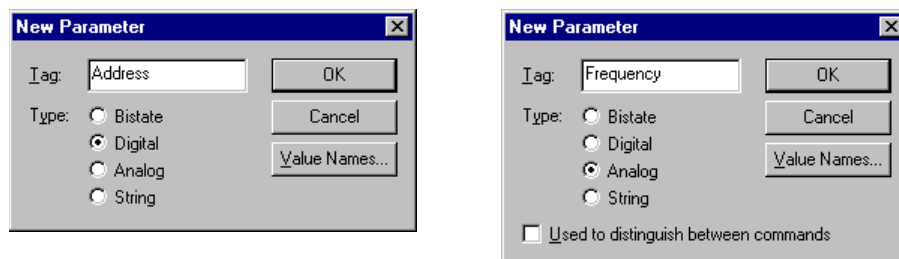 New Parameter
Tag: Address OK
Type: Bistate Cancel
Digital
Value Names...
Analog
String
New Parameter
Tag: Frequency OK
Type: Bistate Cancel
Digital
Value Names...
Analog
String
Used to distinguish between commands